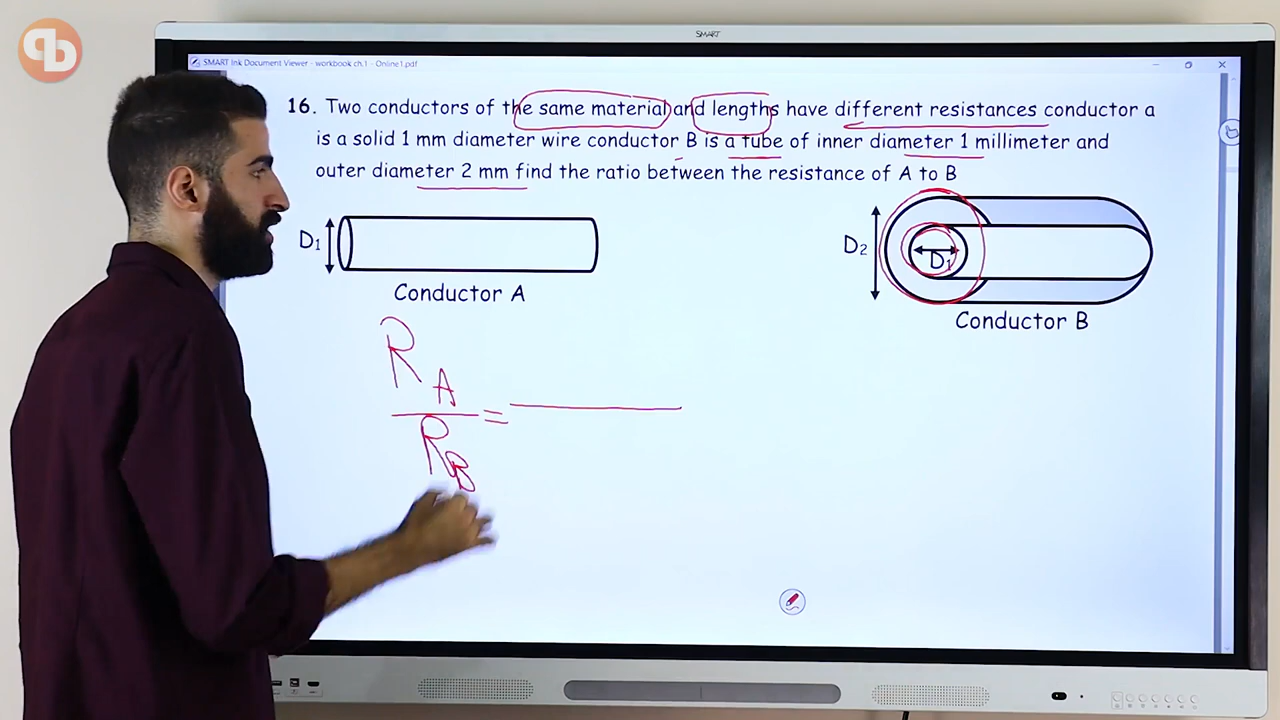 qb
SMART
SMART Ink Document Viewer - workbook ch.1 - Online1.pdf
16. Two conductors of the same material and lengths have different resistances conductor a
is a solid 1 mm diameter wire conductor B is a tube of inner diameter 1 millimeter and
outer diameter 2 mm find the ratio between the resistance of A to B
D1
Conductor A
D2
D1
Conductor B
R A
=
R B